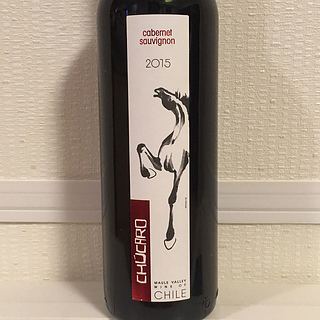 cabernet
sauvignon
2015
CHÚCARO
MAULE VALLEY
WINE OF
CHILE